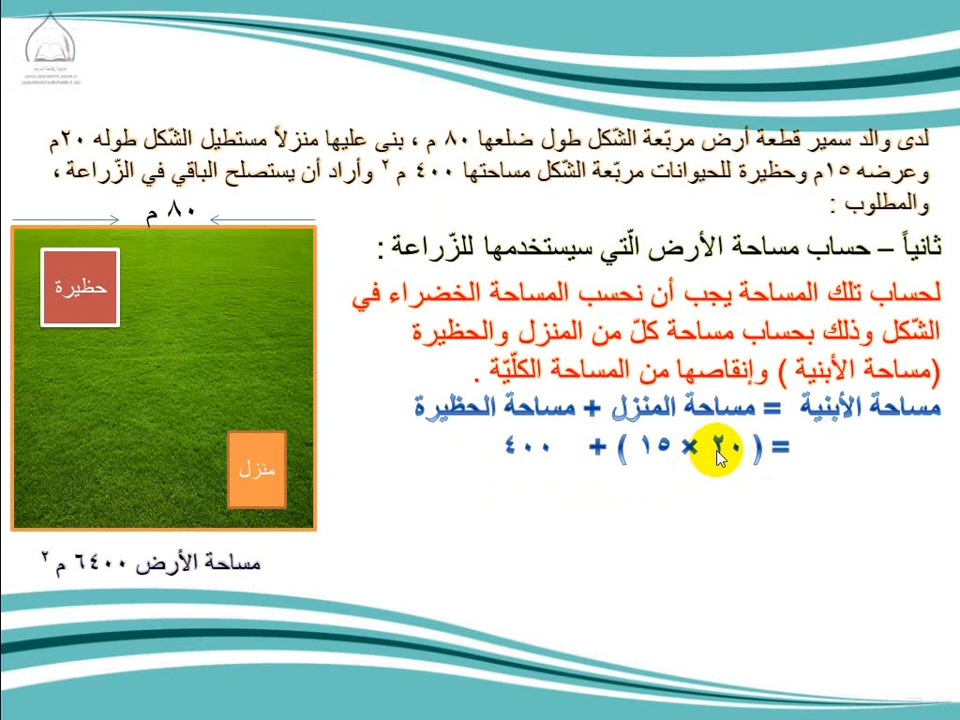 لدى والد سمير قطعة أرض مربّعة الشّكل طول ضلعها ٨٠ م ، بنى عليها منزلاً مستطيل الشّكل طوله ٢٠م
وعرضه ١٥م وحظيرة للحيوانات مربّعة الشّكل مساحتها ٤٠٠ م ٢ وأراد أن يستصلح الباقي في الزّراعة ،
والمطلوب :
٨٠ م
ثانياً – حساب مساحة الأرض الّتي سيستخدمها للزّراعة :
حظيرة
لحساب تلك المساحة يجب أن نحسب المساحة الخضراء في
الشّكل وذلك بحساب مساحة كلّ من المنزل والحظيرة
(مساحة الأبنية ) وإنقاصها من المساحة الكلّيّة .
مساحة الأبنية = مساحة المنزل + مساحة الحظيرة
= ( ٢٠ × ١٥ ) + ٤٠٠
منزل
مساحة الأرض ٦٤٠٠ م ٢